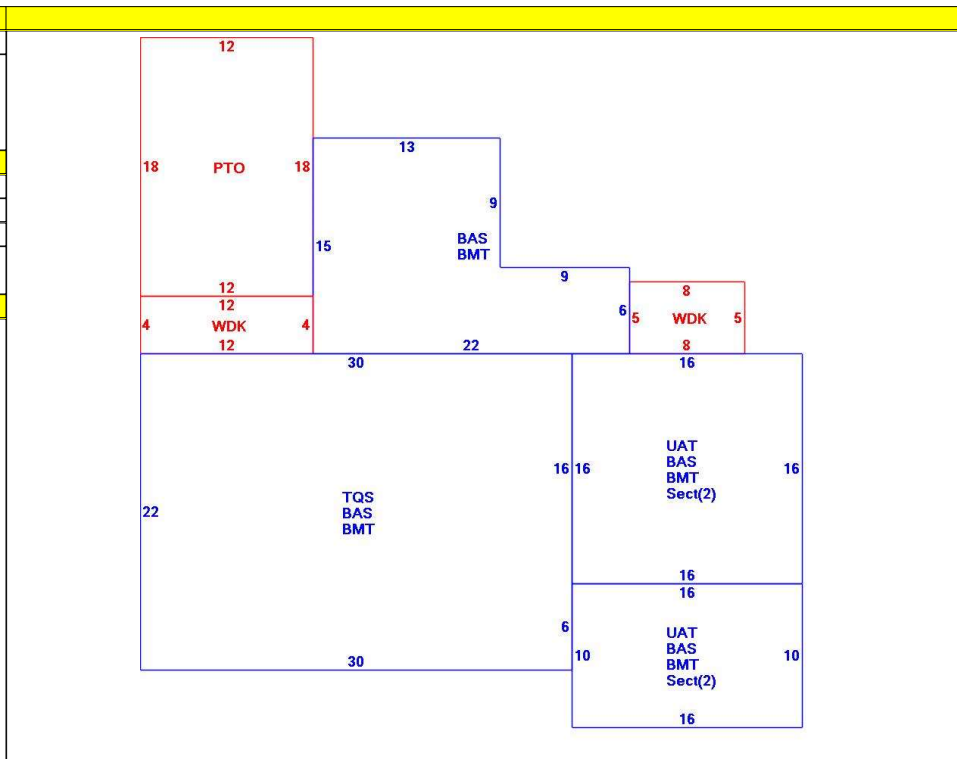 12
18 PTO 18
12
12
4 WDK 4
12
13
9
15
BAS
BMT
9
6
22
8
5 WDK 5
8
30
22
TQS
BAS
BMT
16
6
30
16
16
UAT
BAS
BMT
Sect(2)
16
16
16
10
UAT
BAS
BMT
Sect(2)
10
16